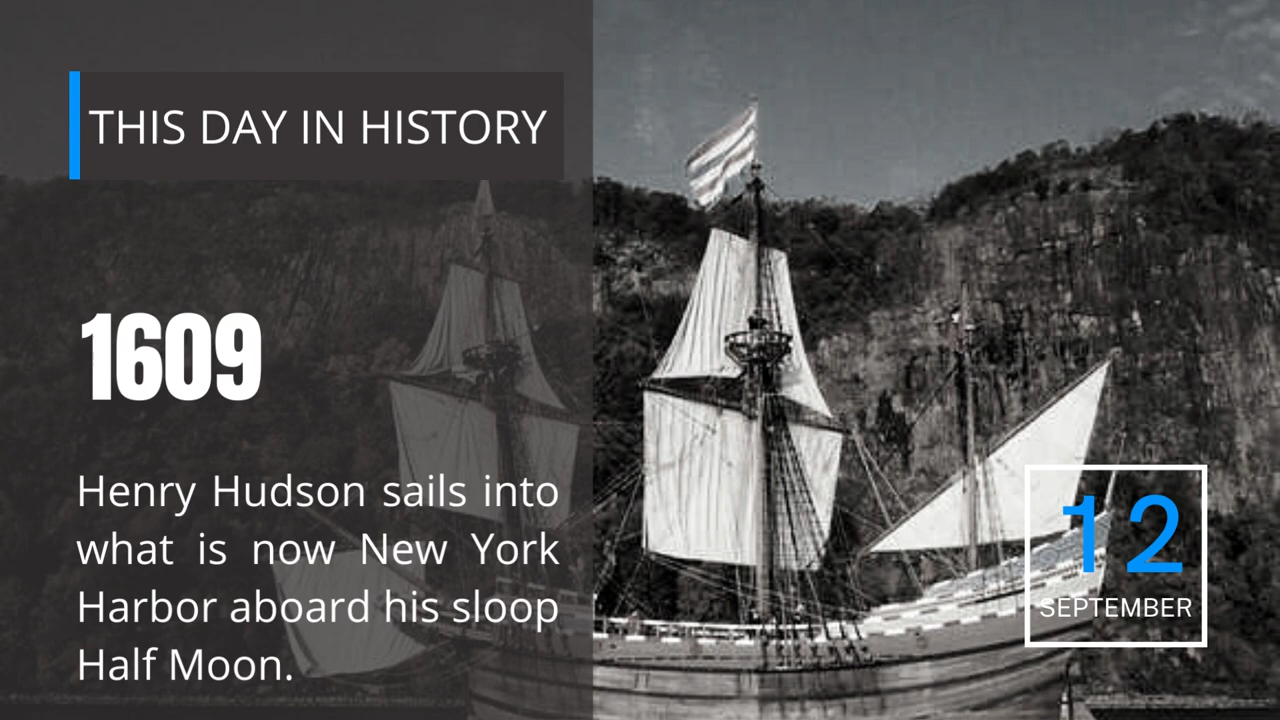 THIS DAY IN HISTORY
1609
Henry Hudson sails into
what is now New York
Harbor aboard his sloop
Half Moon.
12
SEPTEMBER